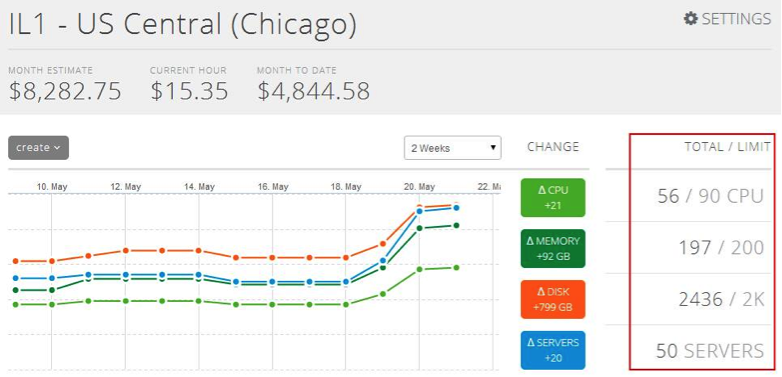 IL1 - US Central (Chicago)
SETTINGS
MONTH ESTIMATE
CURRENT HOUR
MONTH TO DATE
$8,282.75
$15.35
$4,844.58
create
2 Weeks
CHANGE
TOTAL / LIMIT
10. May
12. May
14. May
16. May
18. May
20. May
22. M
Δ CPU
+21
56 / 90 CPU
Δ MEMORY
+92 GB
197 / 200
Δ DISK
+799 GB
2436 / 2K
Δ SERVERS
+20
50 SERVERS